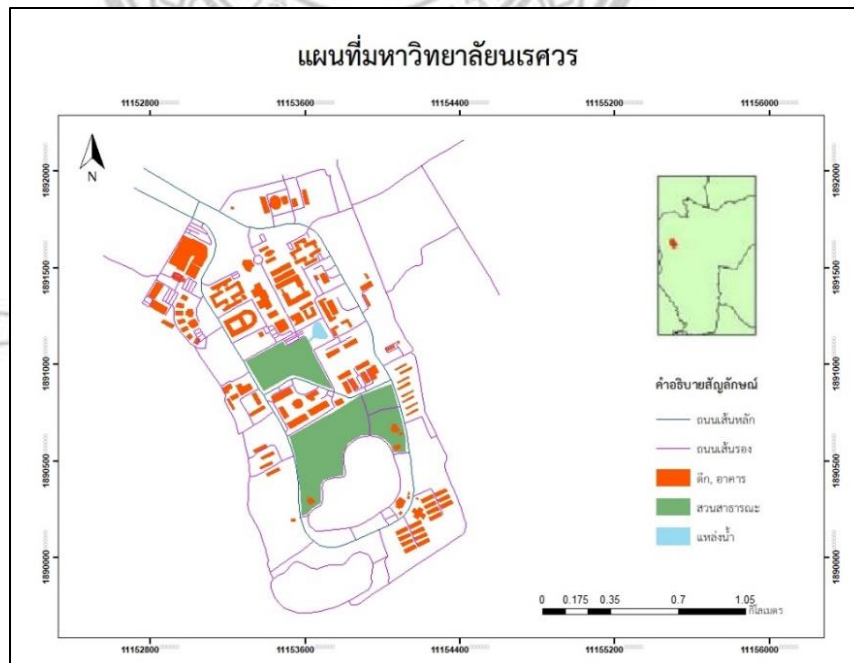 แผนที่มหาวิทยาลัยนเรศวร
11152800 11153600 11154400 11155200 11156000
1892000
1891500
1891000
1890500
1890000
N
1892000
1891500
1891000
1890500
1890000
คำอธิบายสัญลักษณ์
ถนนเส้นหลัก
ถนนเส้นรอง
ตึก, อาคาร
สวนสาธารณะ
แหล่งน้ำ
0 0.175 0.35 0.7 1.05
กิโลเมตร
11152800 11153600 11154400 11155200 11156000